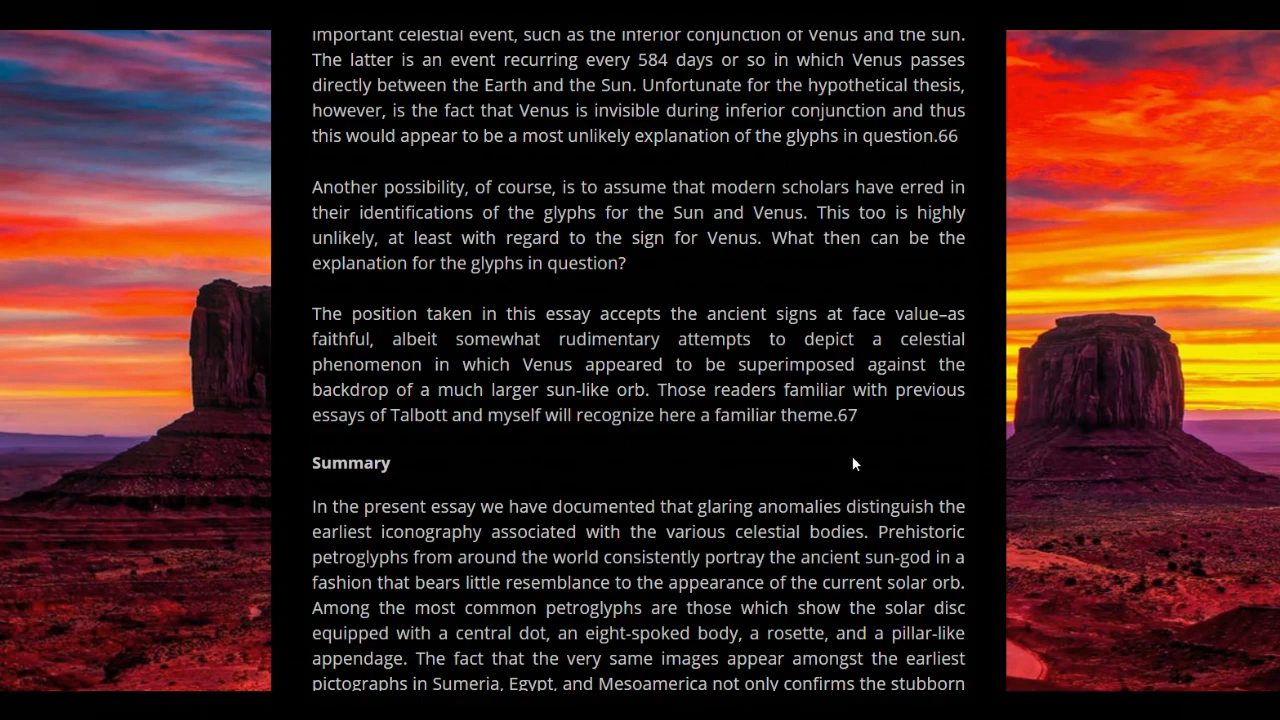 important celestial event, such as the inferior conjunction of Venus and the sun.
The latter is an event recurring every 584 days or so in which Venus passes
directly between the Earth and the Sun. Unfortunate for the hypothetical thesis,
however, is the fact that Venus is invisible during inferior conjunction and thus
this would appear to be a most unlikely explanation of the glyphs in question.66
Another possibility, of course, is to assume that modern scholars have erred in
their identifications of the glyphs for the Sun and Venus. This too is highly
unlikely, at least with regard to the sign for Venus. What then can be the
explanation for the glyphs in question?
The position taken in this essay accepts the ancient signs at face value–as
faithful, albeit somewhat rudimentary attempts to depict a celestial
phenomenon in which Venus appeared to be superimposed against the
backdrop of a much larger sun-like orb. Those readers familiar with previous
essays of Talbott and myself will recognize here a familiar theme.67
Summary
In the present essay we have documented that glaring anomalies distinguish the
earliest iconography associated with the various celestial bodies. Prehistoric
petroglyphs from around the world consistently portray the ancient sun-god in a
fashion that bears little resemblance to the appearance of the current solar orb.
Among the most common petroglyphs are those which show the solar disc
equipped with a central dot, an eight-spoked body, a rosette, and a pillar-like
appendage. The fact that the very same images appear amongst the earliest
pictographs in Sumeria, Egypt, and Mesoamerica not only confirms the stubborn